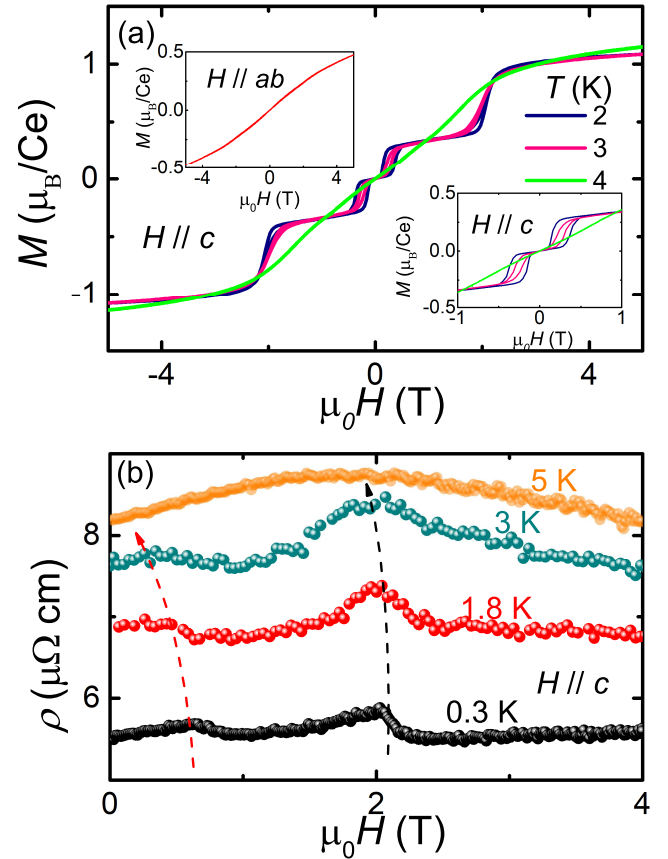 (a)
1
0
-1
M (μB/Ce)
0.5
0.0
-0.5
M (μB/Ce)
H // ab
-4 -2 0 2 4
μ0H (T)
T (K)
2
3
4
H // c
0.5
0.0
-0.5
M (μB/Ce)
H // c
-1 0 1
μ0H (T)
-4 0 4
μ0H (T)
(b)
8
6
ρ (μΩ cm)
5 K
3 K
1.8 K
0.3 K
H // c
0 2 4
μ0H (T)